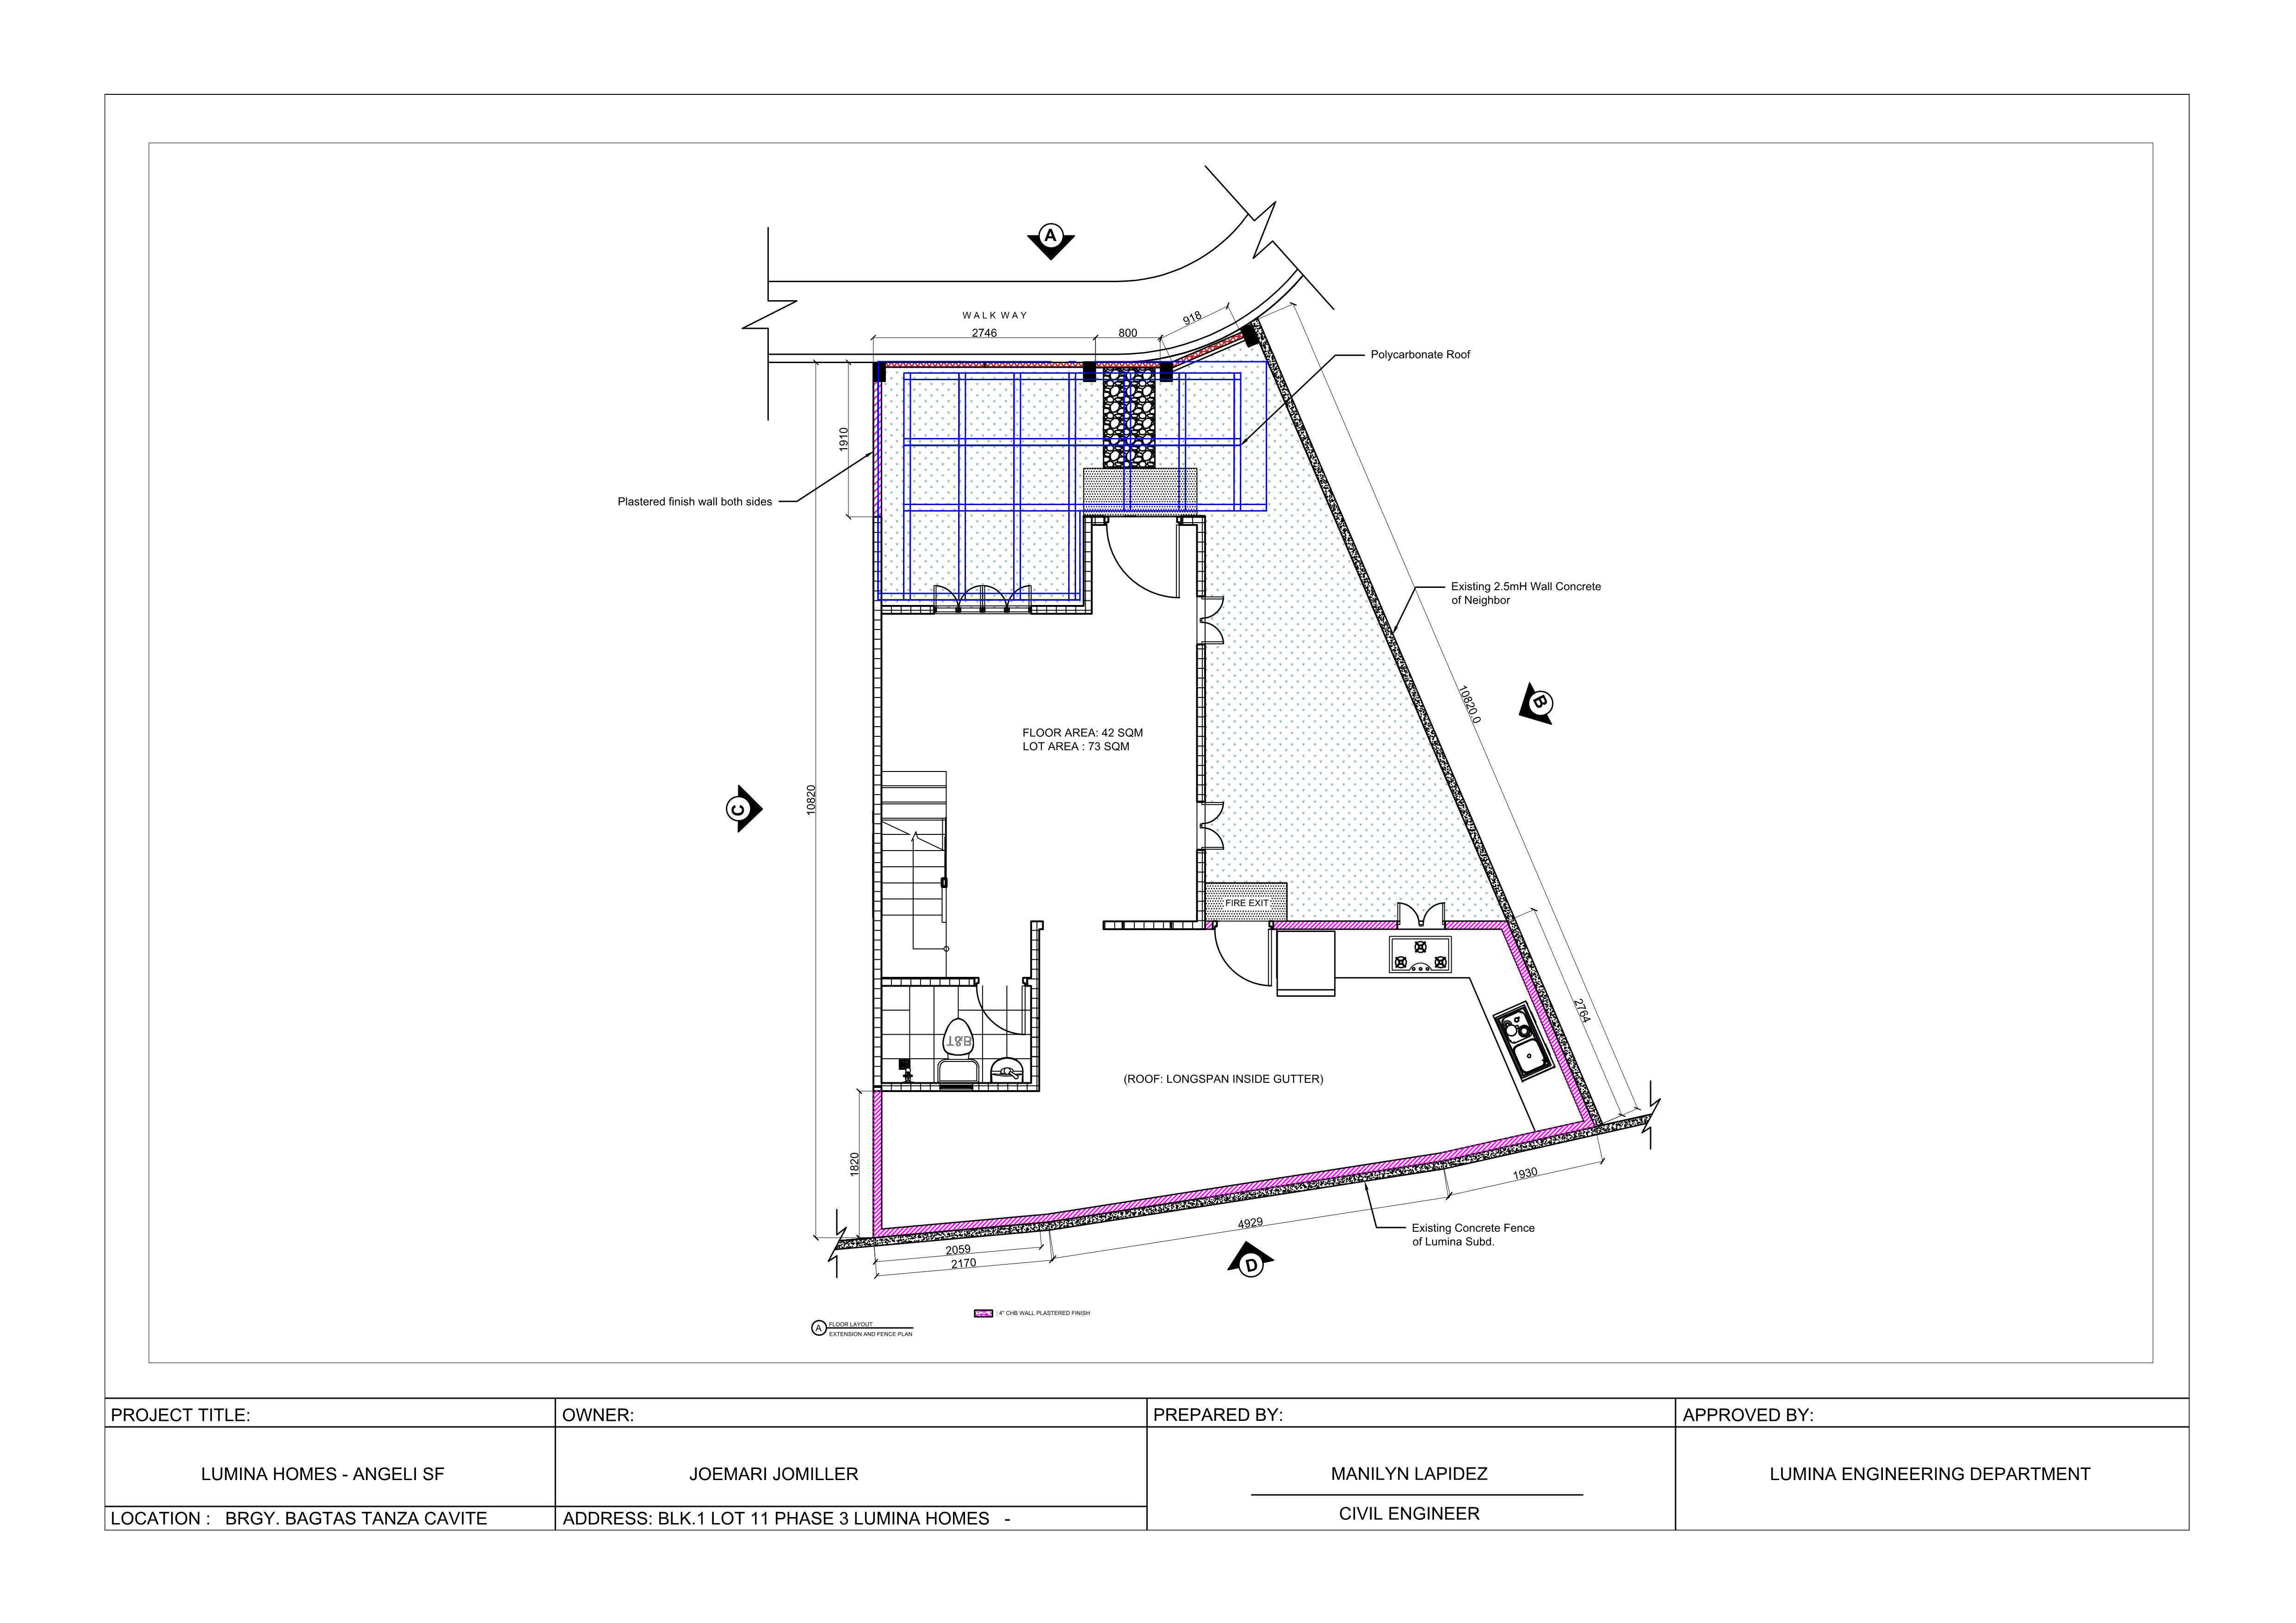 A
WALK WAY
2746
800
918
Polycarbonate Roof
1910
Plastered finish wall both sides
Existing 2.5mH Wall Concrete
of Neighbor
10820.0
B
FLOOR AREA: 42 SQM
LOT AREA : 73 SQM
10820
C
FIRE EXIT
2764
T&B
(ROOF: LONGSPAN INSIDE GUTTER)
1820
1930
4929
Existing Concrete Fence
of Lumina Subd.
2059
2170
D
: 4" CHB WALL PLASTERED FINISH
A
FLOOR LAYOUT
EXTENSION AND FENCE PLAN
PROJECT TITLE:
LUMINA HOMES - ANGELI SF
LOCATION : BRGY. BAGTAS TANZA CAVITE
OWNER:
JOEMARI JOMILLER
ADDRESS: BLK.1 LOT 11 PHASE 3 LUMINA HOMES -
PREPARED BY:
MANILYN LAPIDEZ
CIVIL ENGINEER
APPROVED BY:
LUMINA ENGINEERING DEPARTMENT